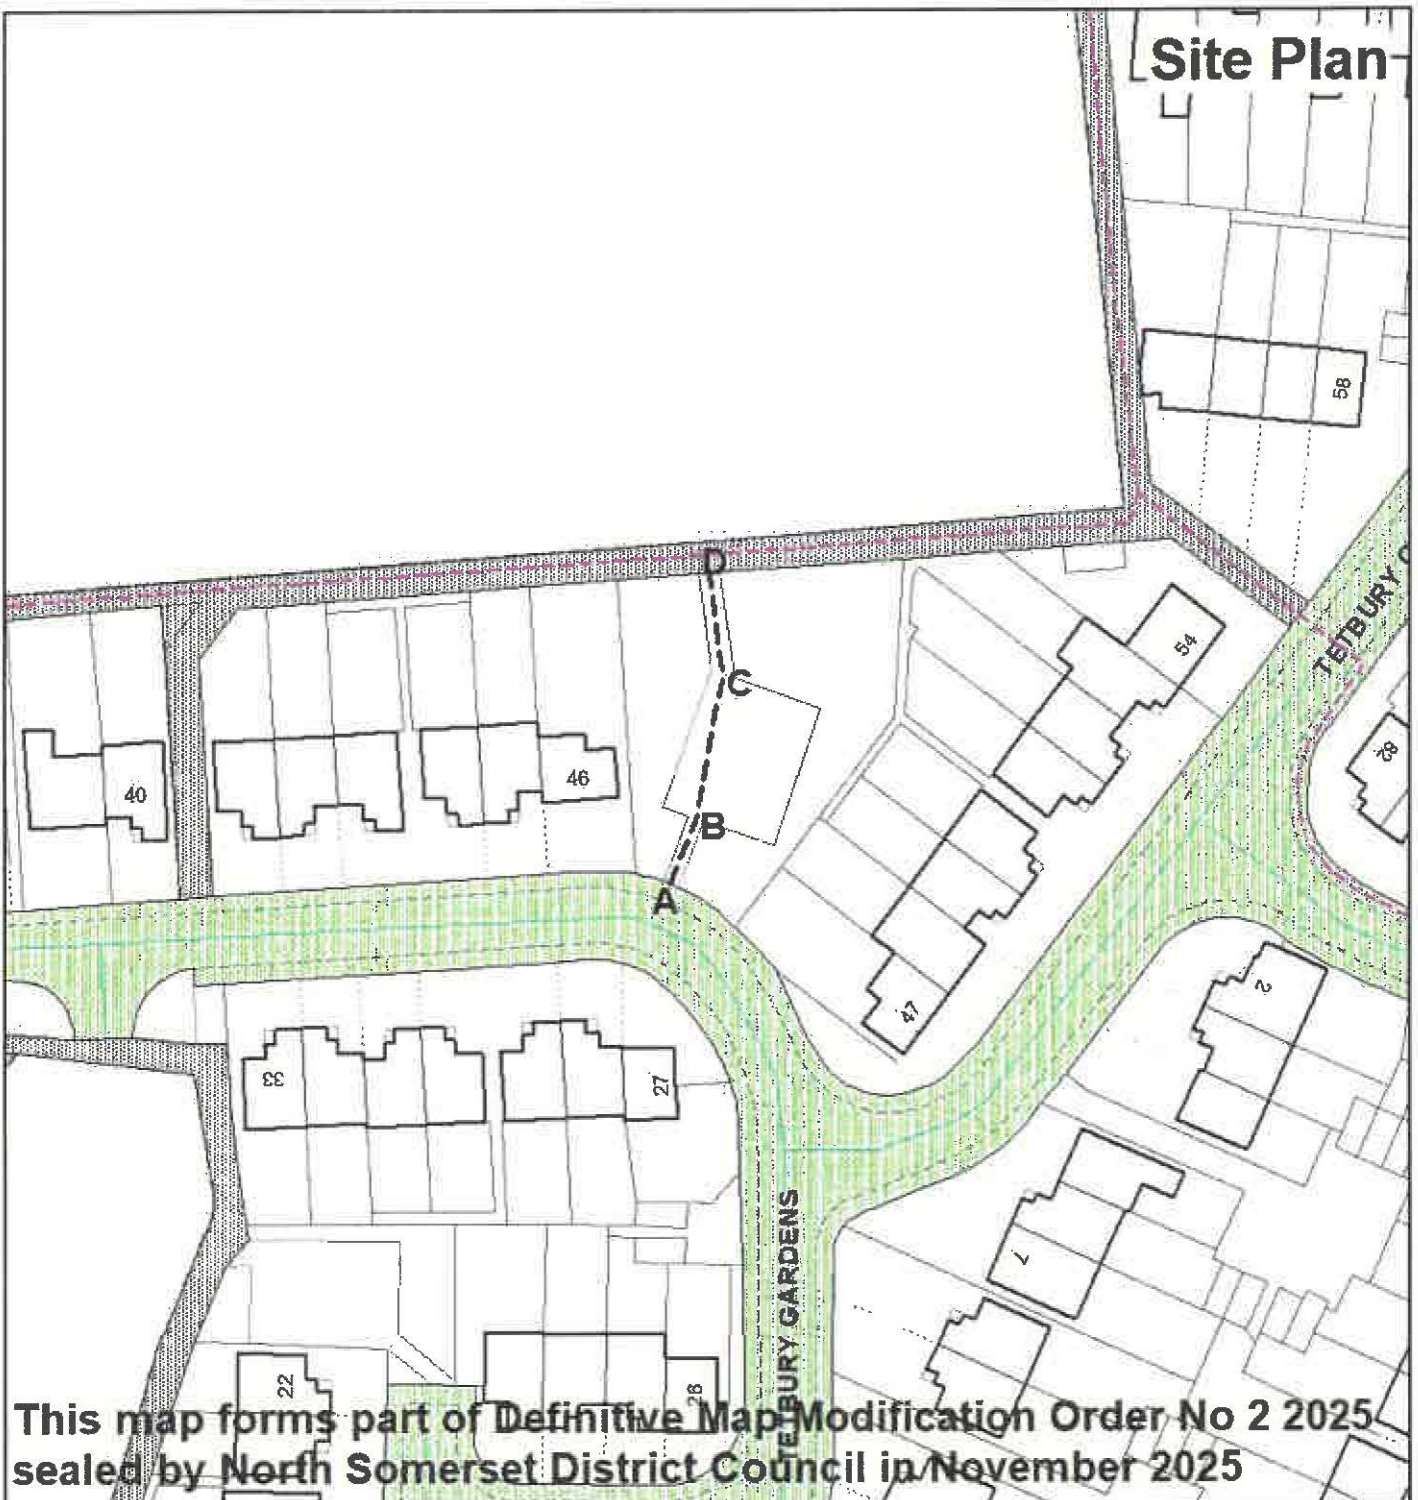 Site Plan
58
D
TETBURY
54
C
82
46
40
B
A
2
47
33
27
7
TETBURY GARDENS
22
26
This map forms part of Definitive Map Modification Order No 2 2025
sealed by North Somerset District Council in November 2025